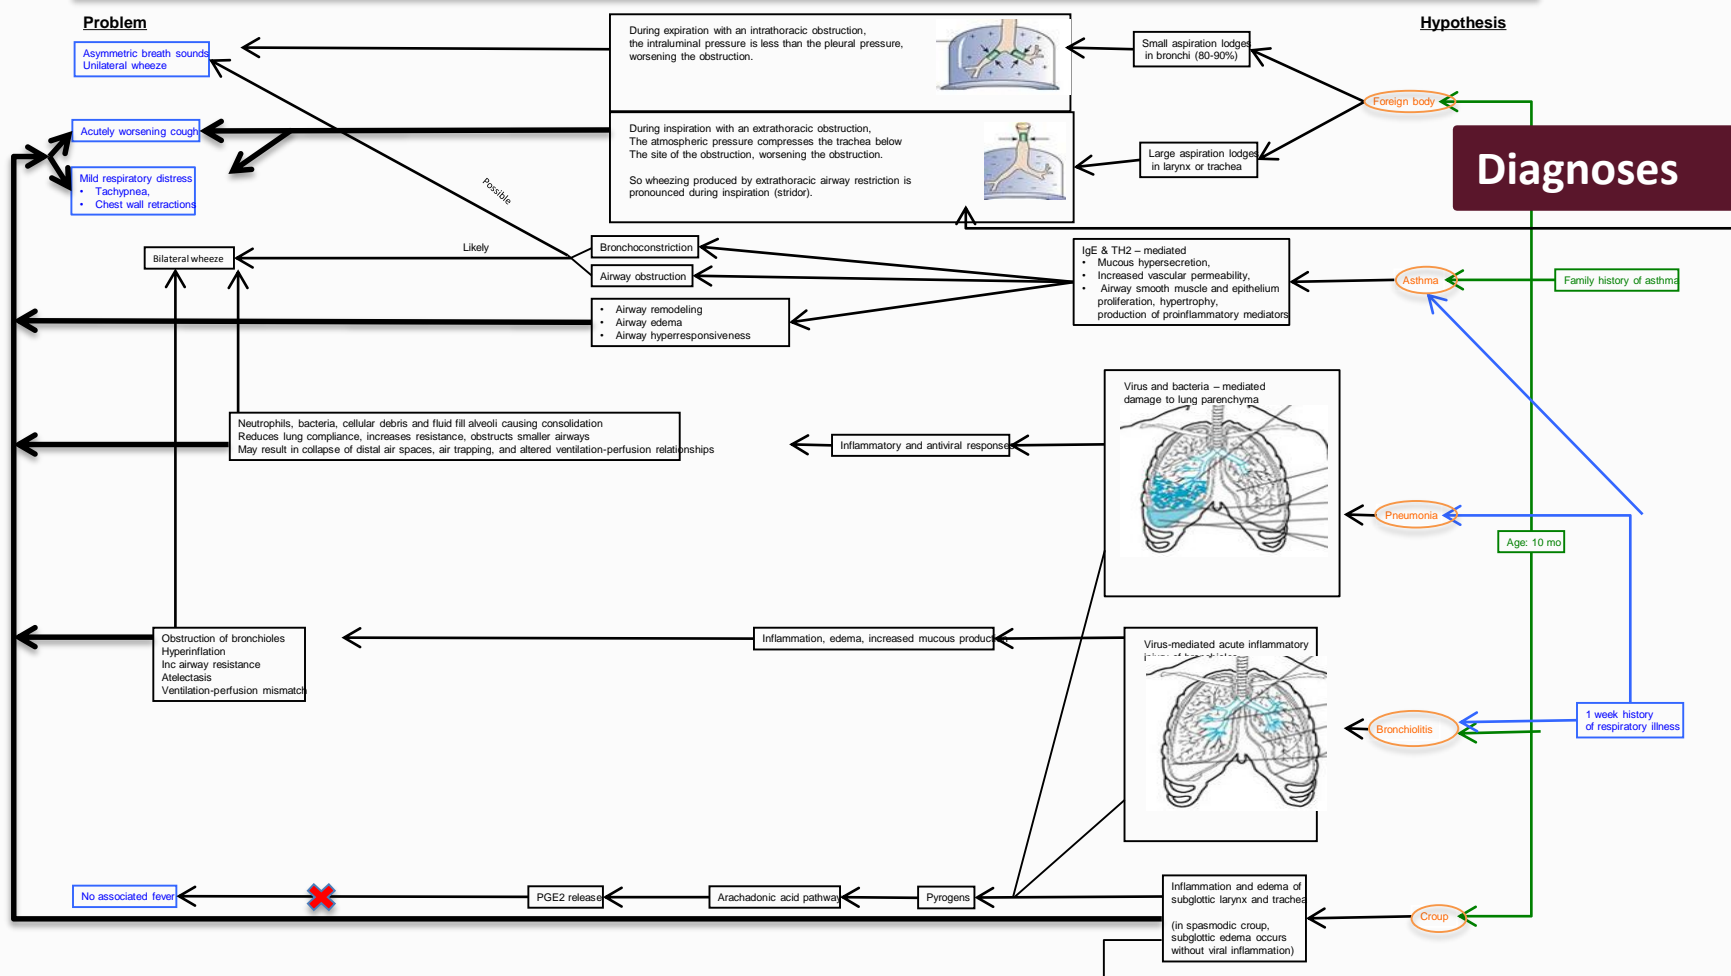 Problem
Hypothesis
Asymmetric breath sounds
Unilateral wheeze
During expiration with an intrathoracic obstruction,
the intraluminal pressure is less than the pleural pressure,
worsening the obstruction.
Small aspiration lodges
in bronchi (80-90%)
Foreign body
Acutely worsening cough
During inspiration with an extrathoracic obstruction,
The atmospheric pressure compresses the trachea below
The site of the obstruction, worsening the obstruction.
So wheezing produced by extrathoracic airway restriction is
pronounced during inspiration (stridor).
Large aspiration lodges
in larynx or trachea
Diagnoses
Mild respiratory distress
• Tachypnea,
• Chest wall retractions
Possible
Likely
Bilateral wheeze
Bronchoconstriction
Airway obstruction
• Airway remodeling
• Airway edema
• Airway hyperresponsiveness
IgE & TH2 – mediated
• Mucous hypersecretion,
• Increased vascular permeability,
• Airway smooth muscle and epithelium
proliferation, hypertrophy,
production of proinflammatory mediators
Asthma
Family history of asthma
Neutrophils, bacteria, cellular debris and fluid fill alveoli causing consolidation
Reduces lung compliance, increases resistance, obstructs smaller airways
May result in collapse of distal air spaces, air trapping, and altered ventilation-perfusion relationships
Inflammatory and antiviral response
Virus and bacteria – mediated
damage to lung parenchyma
Pneumonia
Age: 10 mo
Obstruction of bronchioles
Hyperinflation
Inc airway resistance
Atelectasis
Ventilation-perfusion mismatch
Inflammation, edema, increased mucous product
Virus-mediated acute inflammatory
Bronchiolitis
1 week history
of respiratory illness
No associated fever
PGE2 release
Arachadonic acid pathway
Pyrogens
Inflammation and edema of
subglottic larynx and trachea
(in spasmodic croup,
subglottic edema occurs
without viral inflammation)
Croup